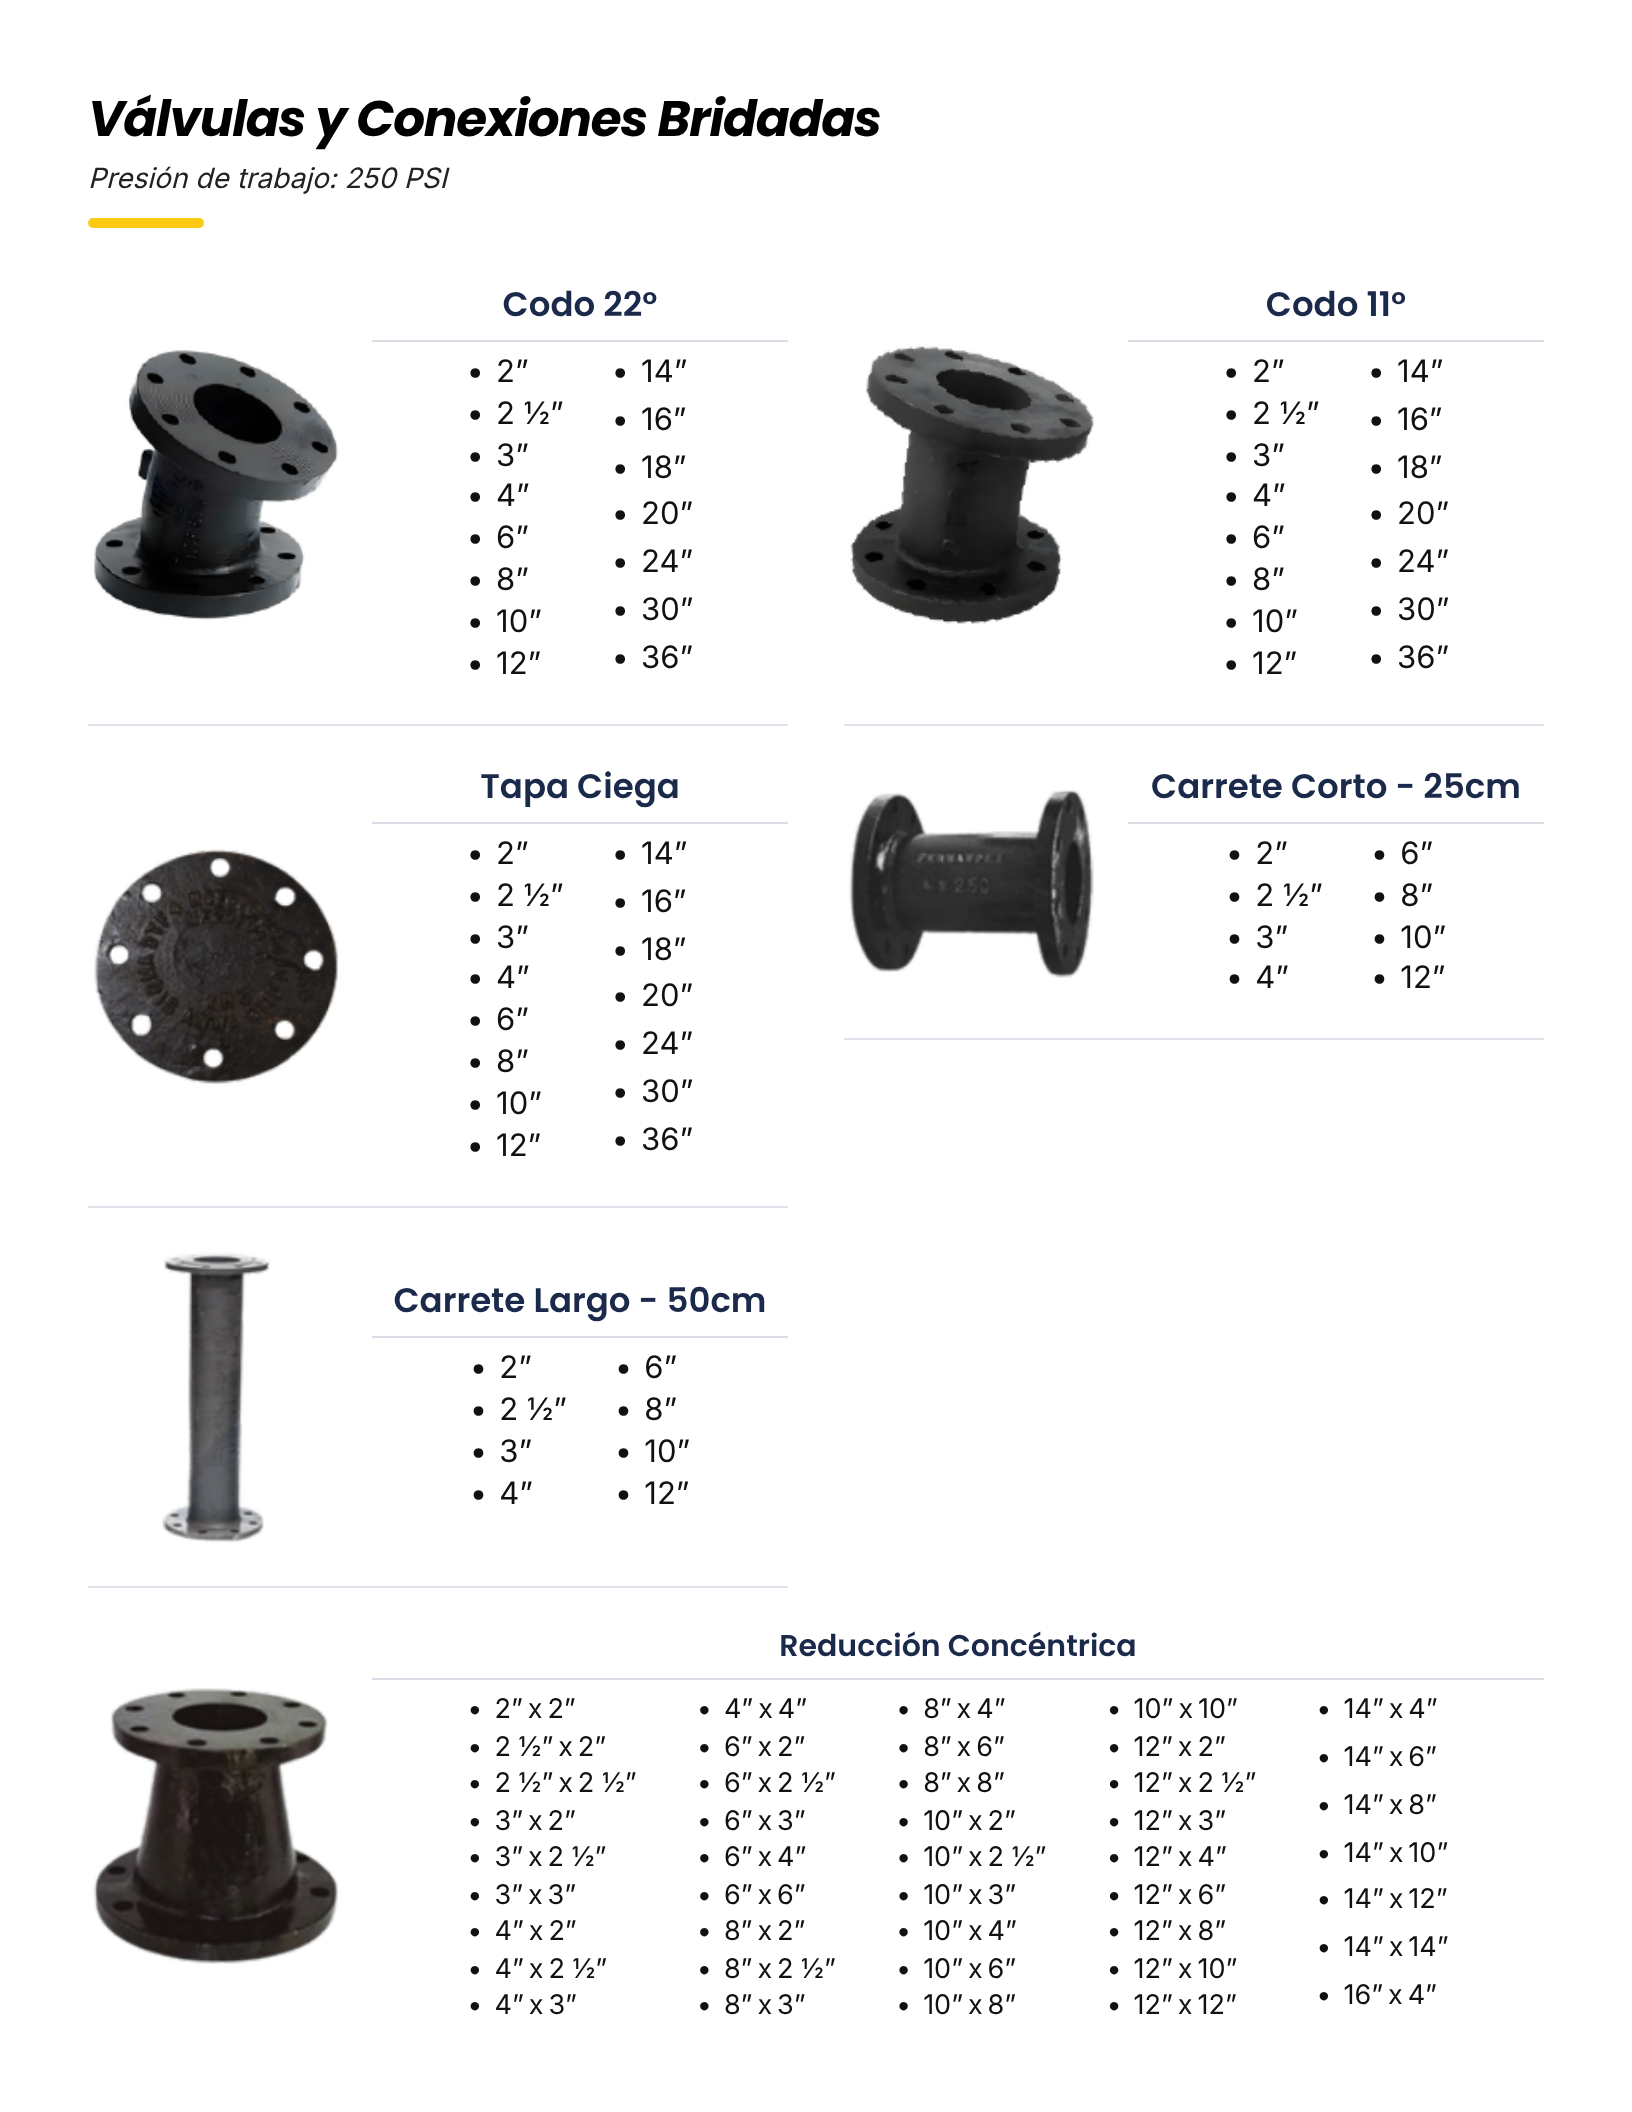 Válvulas y Conexiones Bridadas
Presión de trabajo: 250 PSI
Codo 22°
• 2”
• 2 ½”
• 3”
• 4”
• 6”
• 8”
• 10”
• 12”
• 14”
• 16”
• 18”
• 20”
• 24”
• 30”
• 36”
Codo 11°
• 2”
• 2 ½”
• 3”
• 4”
• 6”
• 8”
• 10”
• 12”
• 14”
• 16”
• 18”
• 20”
• 24”
• 30”
• 36”
Tapa Ciega
• 2”
• 2 ½”
• 3”
• 4”
• 6”
• 8”
• 10”
• 12”
• 14”
• 16”
• 18”
• 20”
• 24”
• 30”
• 36”
Carrete Corto - 25cm
• 2”
• 2 ½”
• 3”
• 4”
• 6”
• 8”
• 10”
• 12”
4 x 250
Carrete Largo - 50cm
• 2”
• 2 ½”
• 3”
• 4”
• 6”
• 8”
• 10”
• 12”
Reducción Concéntrica
• 2” x 2”
• 2 ½” x 2”
• 2 ½” x 2 ½”
• 3” x 2”
• 3” x 2 ½”
• 3” x 3”
• 4” x 2”
• 4” x 2 ½”
• 4” x 3”
• 4” x 4”
• 6” x 2”
• 6” x 2 ½”
• 6” x 3”
• 6” x 4”
• 6” x 6”
• 8” x 2”
• 8” x 2 ½”
• 8” x 3”
• 8” x 4”
• 8” x 6”
• 8” x 8”
• 10” x 2”
• 10” x 2 ½”
• 10” x 3”
• 10” x 4”
• 10” x 6”
• 10” x 8”
• 10” x 10”
• 12” x 2”
• 12” x 2 ½”
• 12” x 3”
• 12” x 4”
• 12” x 6”
• 12” x 8”
• 12” x 10”
• 12” x 12”
• 14” x 4”
• 14” x 6”
• 14” x 8”
• 14” x 10”
• 14” x 12”
• 14” x 14”
• 16” x 4”